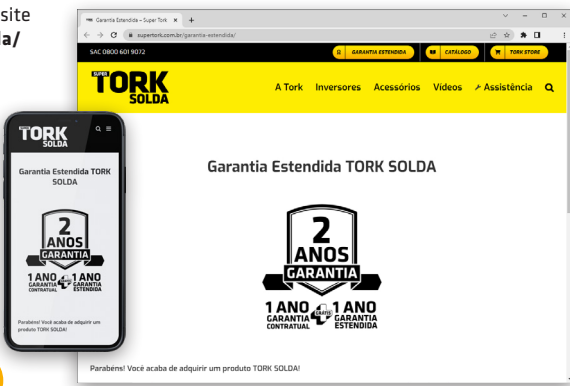 site
da/
Garantia Estendida – Super Tork
supertork.com.br/garantia-estendida/
SAC 0800 601 9072
GARANTIA ESTENDIDA
CATÁLOGO
TORK STORE
SUPER
TORK
SOLDA
A Tork Inversores Acessórios Vídeos Assistência
Garantia Estendida TORK SOLDA
2
ANOS
GARANTIA
1 ANO
GARANTIA
CONTRATUAL
GRÁTIS
1 ANO
GARANTIA
ESTENDIDA
Parabéns! Você acaba de adquirir um produto TORK SOLDA!
TORK
SOLDA
Garantia Estendida TORK
SOLDA
2
ANOS
GARANTIA
1 ANO
GARANTIA
CONTRATUAL
1 ANO
GARANTIA
ESTENDIDA
Parabéns! Você acaba de adquirir um
produto TORK SOLDA!